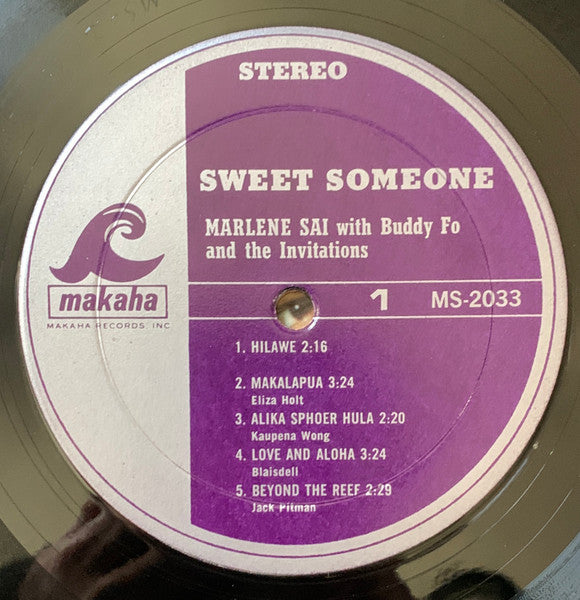 STEREO
SWEET SOMEONE
MARLENE SAI with Buddy Fo
and the Invitations
makaha
MAKAHA RECORDS, INC
1 MS-2033
1. HILAWE 2:16
2. MAKALAPUA 3:24
Eliza Holt
3. ALIKA SPHOER HULA 2:20
Kaupena Wong
4. LOVE AND ALOHA 3:24
Blaisdell
5. BEYOND THE REEF 2:29
Jack Pitman